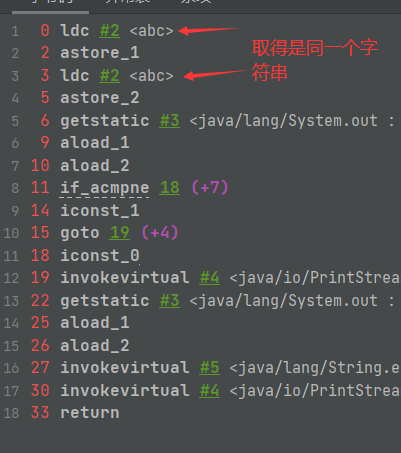 1 0 ldc #2 <abc>
取得是同一个字
2 2 astore_1
3 3 ldc #2 <abc>
符串
4 5 astore_2
5 6 getstatic #3 <java/lang/System.out :
6 9 aload_1
7 10 aload_2
8 11 if_acmpne 18 (+7)
9 14 iconst_1
10 15 goto 19 (+4)
11 18 iconst_0
12 19 invokevirtual #4 <java/io/PrintStrea
13 22 getstatic #3 <java/lang/System.out :
14 25 aload_1
15 26 aload_2
16 27 invokevirtual #5 <java/lang/String.e
17 30 invokevirtual #4 <java/io/PrintStrea
18 33 return